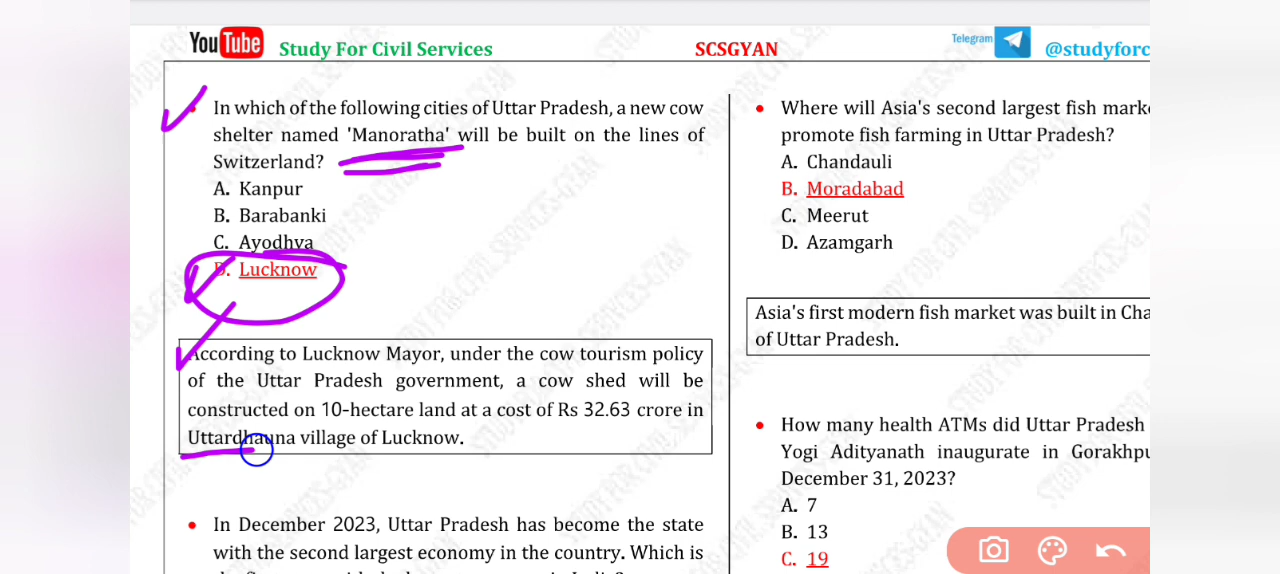 YouTube Study For Civil Services SCSGYAN Telegram @studyforc
In which of the following cities of Uttar Pradesh, a new cow
shelter named 'Manoratha' will be built on the lines of
Switzerland?
A. Kanpur
B. Barabanki
C. Ayodhya
D. Lucknow
According to Lucknow Mayor, under the cow tourism policy
of the Uttar Pradesh government, a cow shed will be
constructed on 10-hectare land at a cost of Rs 32.63 crore in
Uttardhauna village of Lucknow.
In December 2023, Uttar Pradesh has become the state
with the second largest economy in the country. Which is
Where will Asia's second largest fish mark
promote fish farming in Uttar Pradesh?
A. Chandauli
B. Moradabad
C. Meerut
D. Azamgarh
Asia's first modern fish market was built in Cha
of Uttar Pradesh.
How many health ATMs did Uttar Pradesh
Yogi Adityanath inaugurate in Gorakhpu
December 31, 2023?
A. 7
B. 13
C. 19